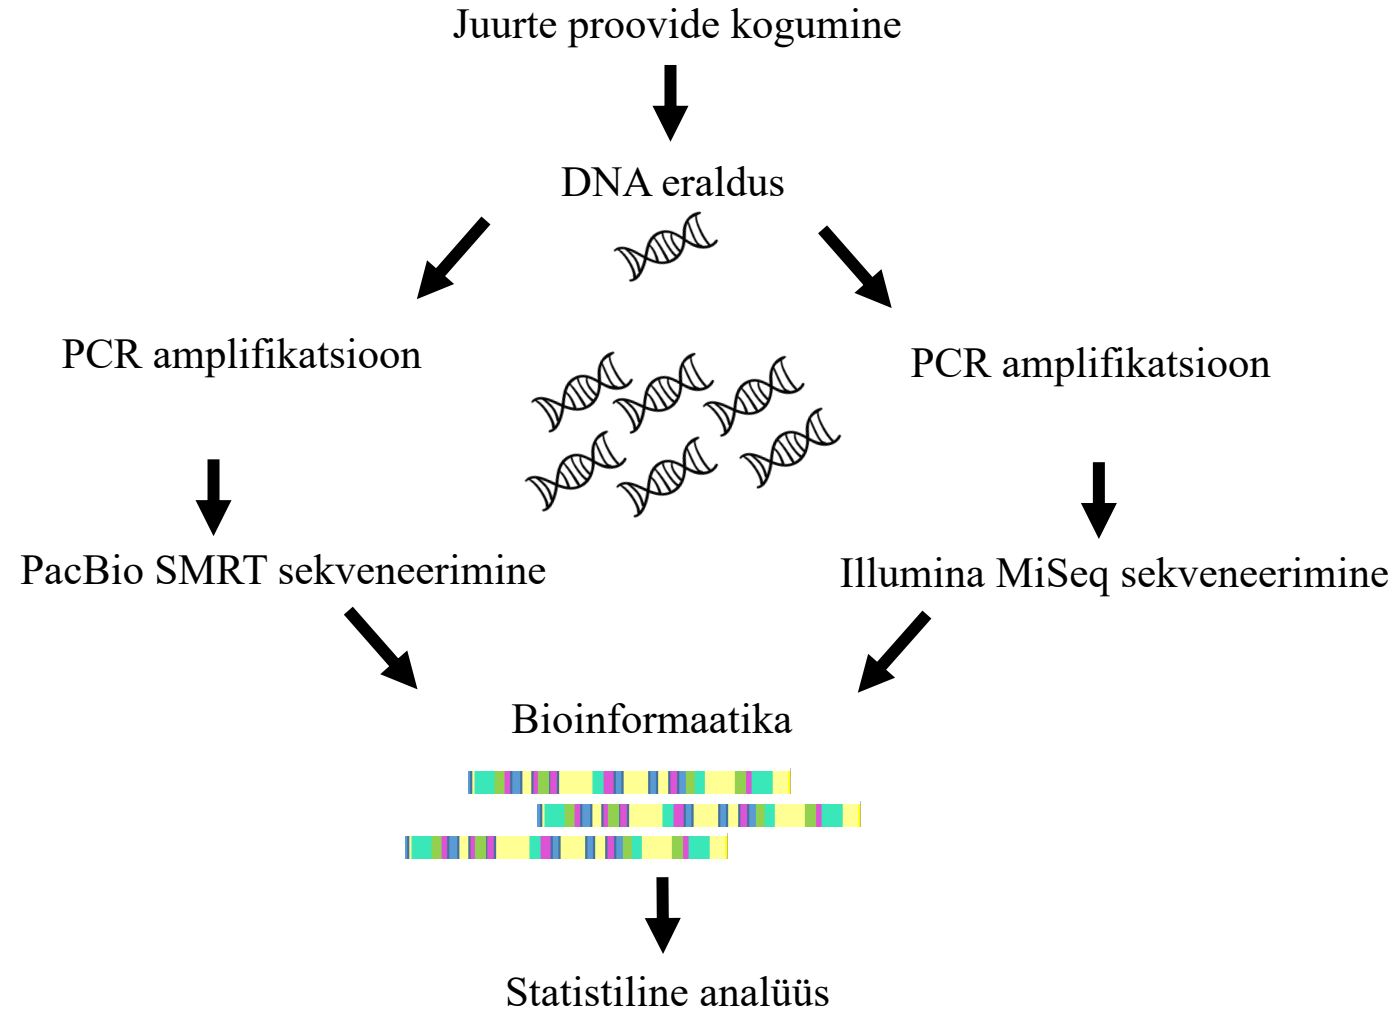 Juurte proovide kogumine
DNA eraldus
PCR amplifikatsioon
PCR amplifikatsioon
PacBio SMRT sekveneerimine
Illumina MiSeq sekveneerimine
Bioinformaatika
Statistiline analüüs